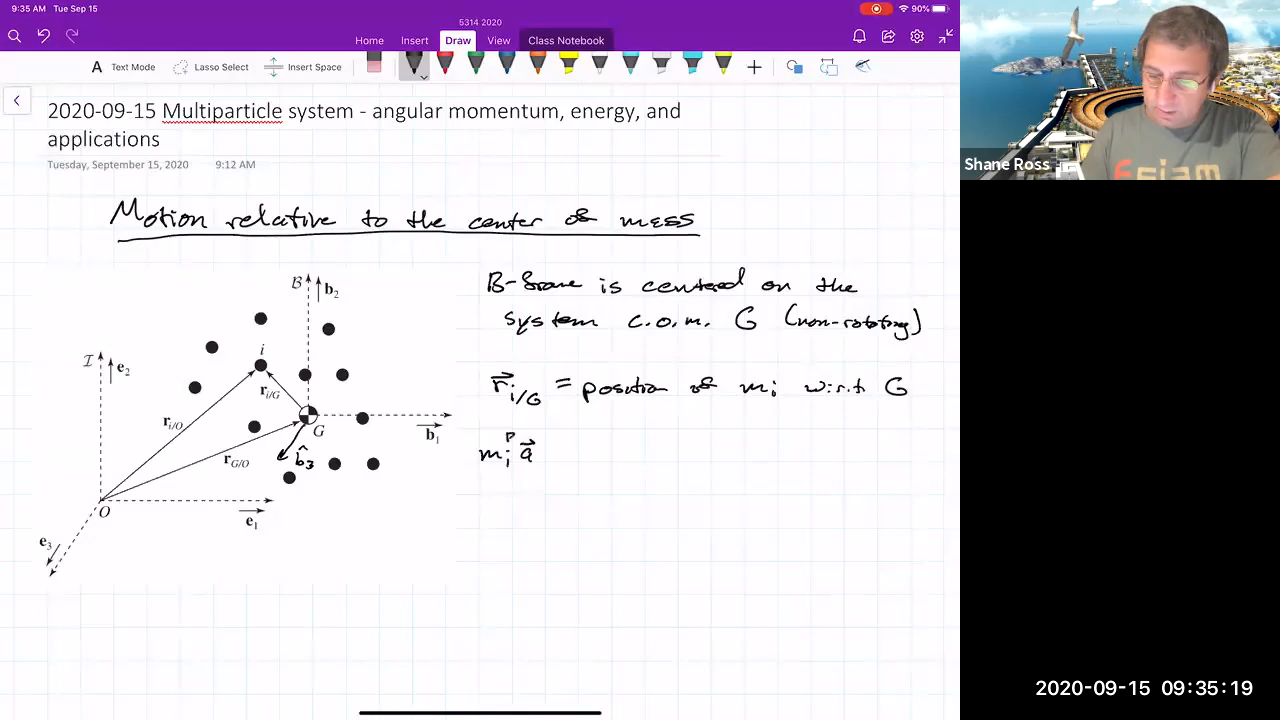 9:35 AM Tue Sep 15
90%
5314 2020
Home Insert Draw View Class Notebook
Text Mode Lasso Select Insert Space
2020-09-15 Multiparticle system - angular momentum, energy, and
applications
Tuesday, September 15, 2020 9:12 AM
Shane Ross
Motion relative to the center of mass
B-frame is centered on the
system c.o.m. G (non-rotating)
r⃗i/G = position of mi w.r.t G
mi a⃗
B b2
I e2
i
ri/G
ri/O
G b1
b̂3
rG/O
O
e1
e3
2020-09-15 09:35:19